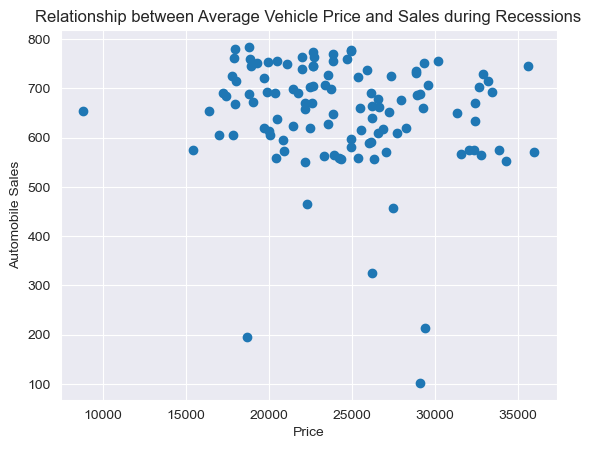 Relationship between Average Vehicle Price and Sales during Recessions
800
700
600
500
400
300
200
100
Automobile Sales
10000 15000 20000 25000 30000 35000
Price